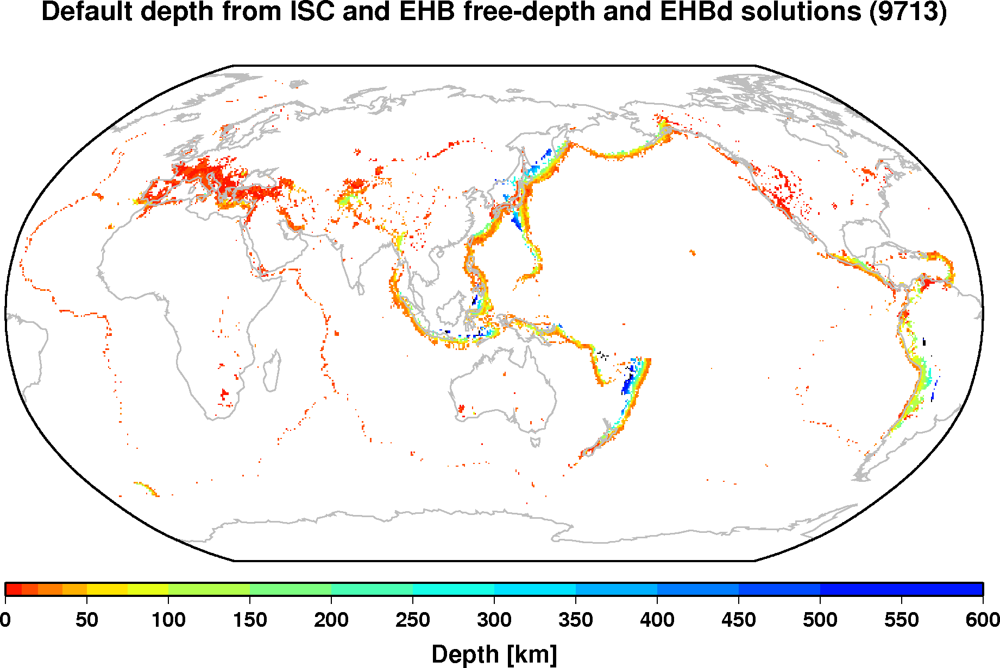 Default depth from ISC and EHB free-depth and EHBd solutions (9713)
0 50 100 150 200 250 300 350 400 450 500 550 600
Depth [km]